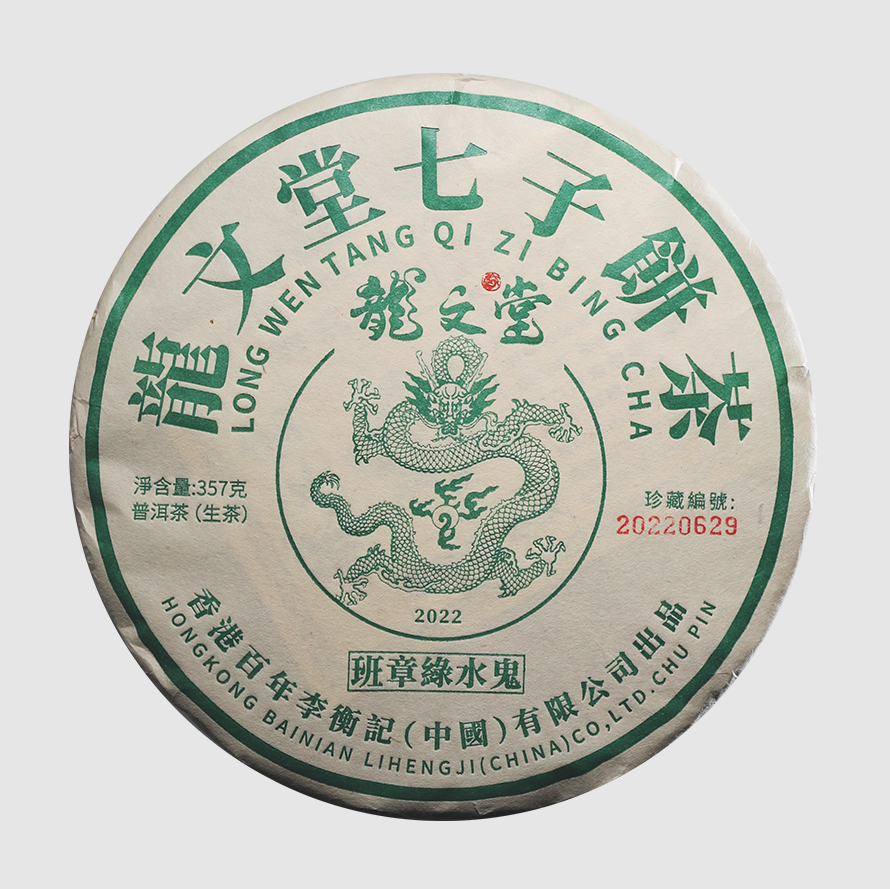 龍文堂七子餅茶
LONG WEN TANG QI ZI BING CHA
龍文堂
淨含量:357克
普洱茶（生茶）
珍藏編號:
20220629
2022
班章綠水鬼
香港百年李衡記(中國)有限公司出品
HONGKONG BAINIAN LIHENGJI(CHINA)CO,LTD.CHU PIN